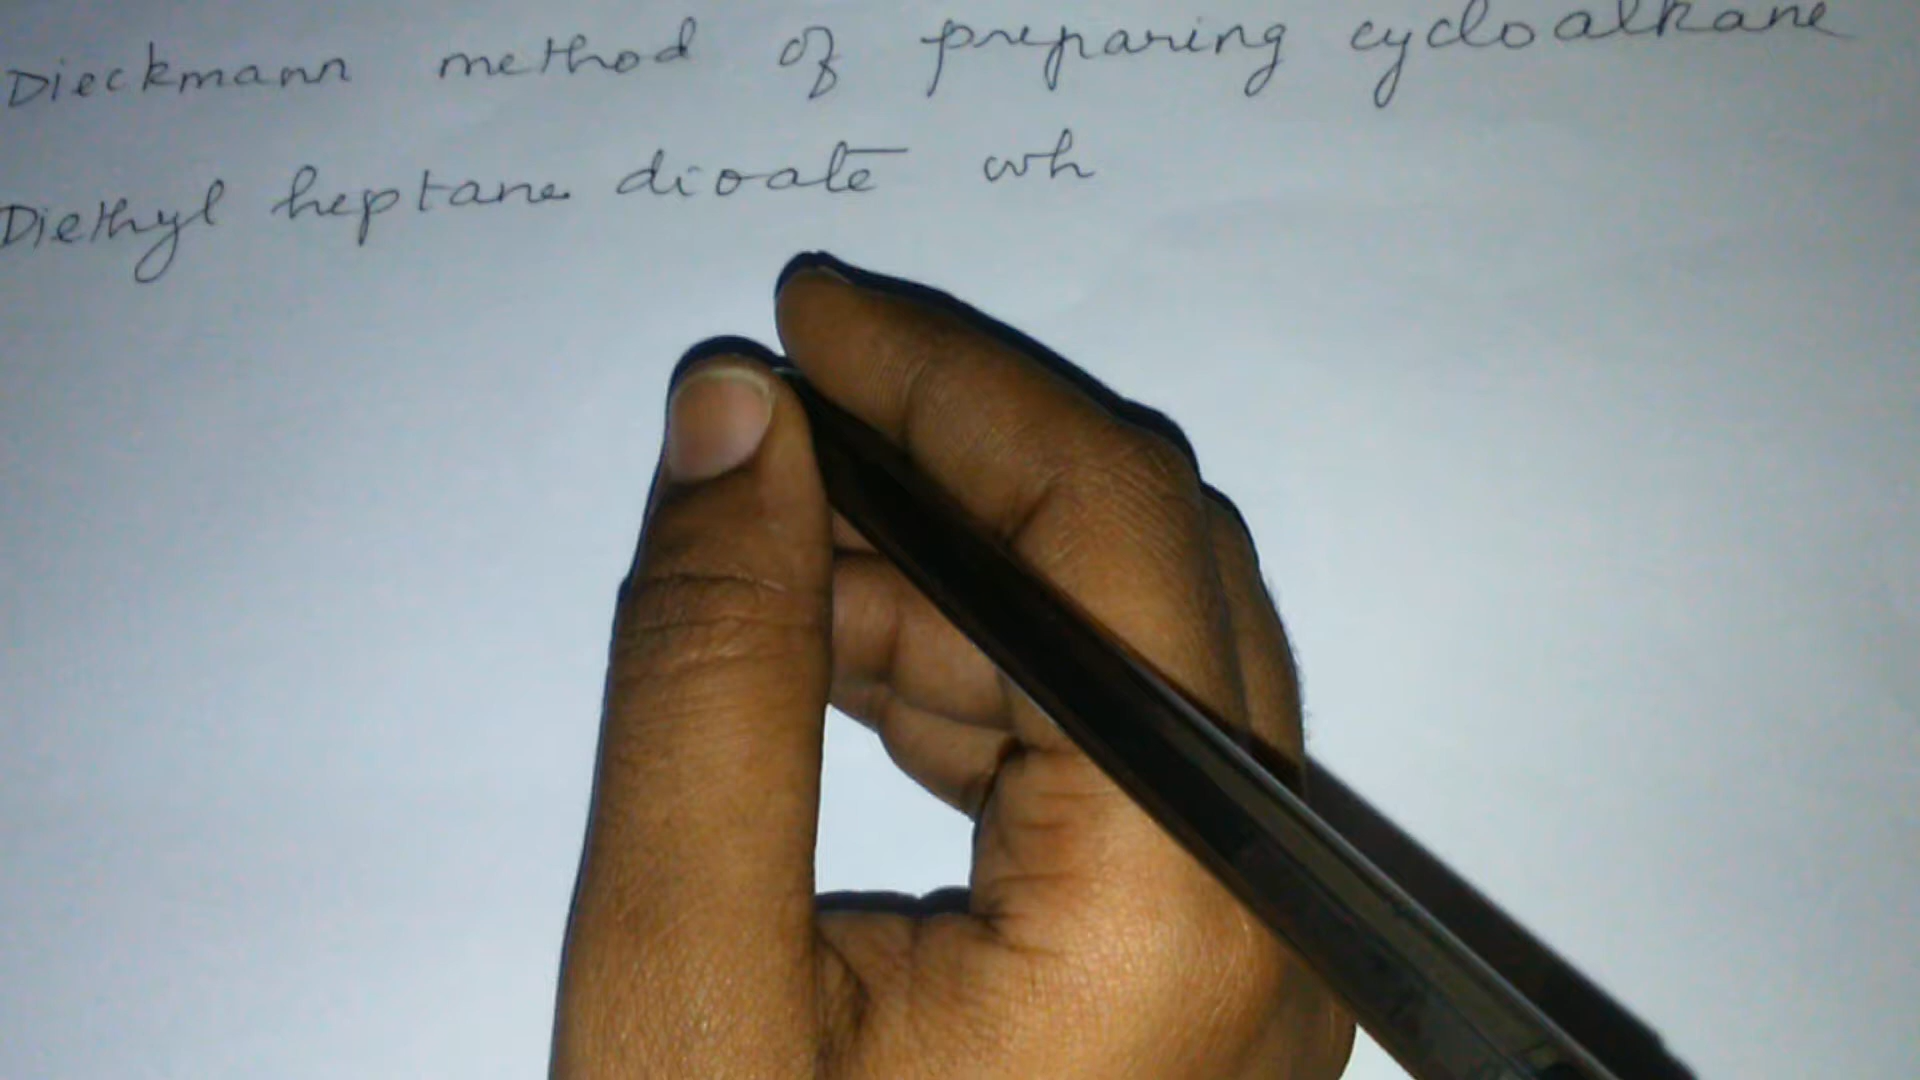 Dieckmann method of preparing cycloalkane
Diethyl heptane dioate wh